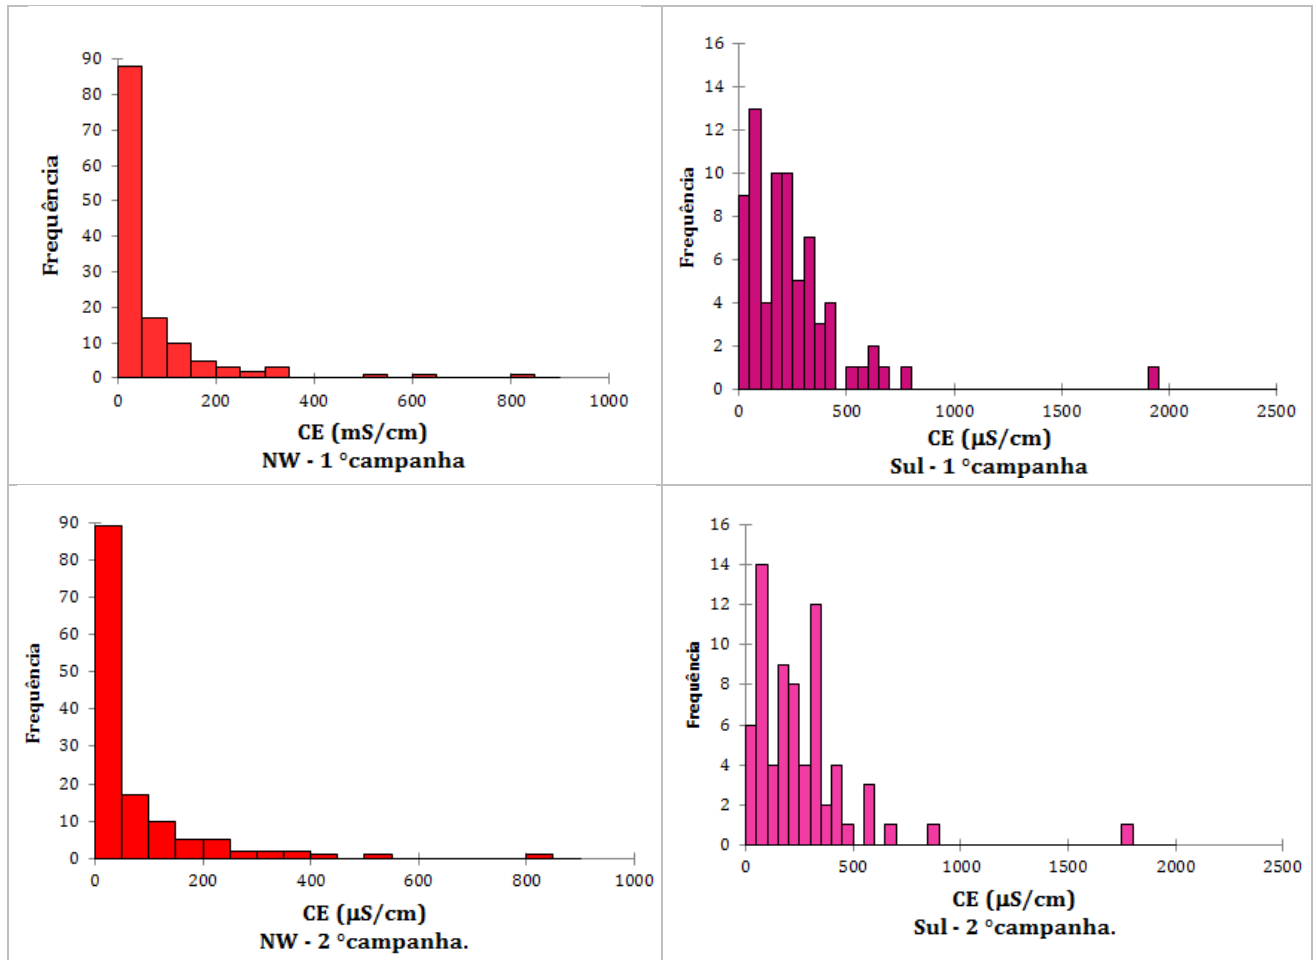 90
80
70
60
50
40
30
20
10
0
Frequência
0 200 400 600 800 1000
CE (mS/cm)
NW - 1 °campanha
16
14
12
10
8
6
4
2
0
Frequência
0 500 1000 1500 2000 2500
CE (µS/cm)
Sul - 1 °campanha
90
80
70
60
50
40
30
20
10
0
Frequência
0 200 400 600 800 1000
CE (µS/cm)
NW - 2 °campanha.
16
14
12
10
8
6
4
2
0
Frequência
0 500 1000 1500 2000 2500
CE (µS/cm)
Sul - 2 °campanha.